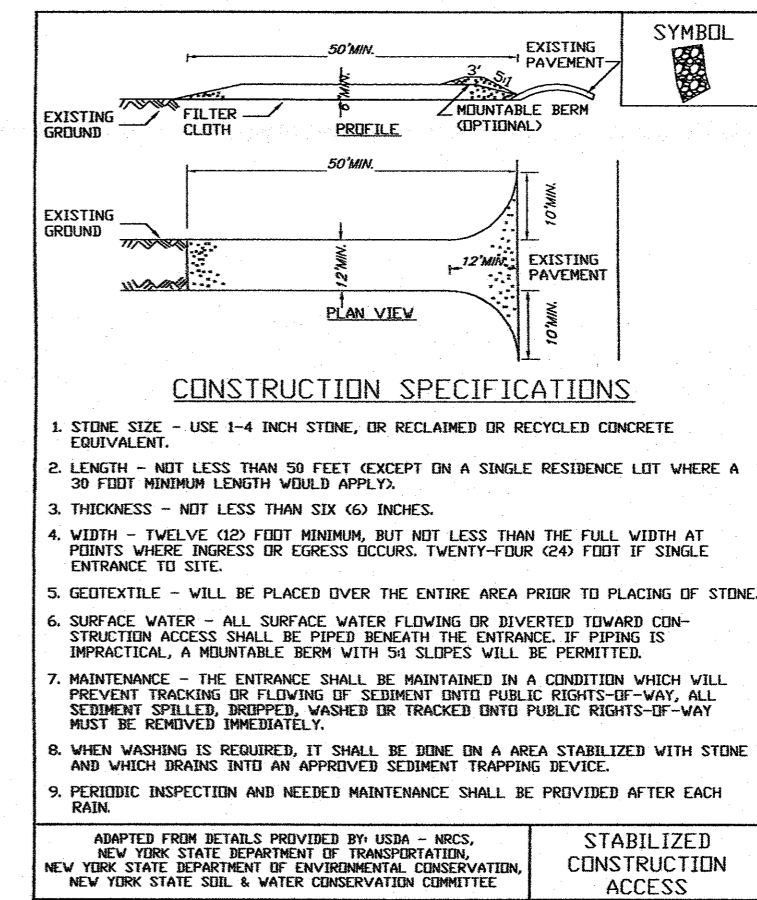 SYMBOL
50'MIN.
EXISTING
PAVEMENT
3'
5:1
6"MIN.
EXISTING
GROUND
FILTER
CLOTH
PROFILE
MOUNTABLE BERM
(OPTIONAL)
50'MIN.
EXISTING
GROUND
10'MIN.
12'MIN.
12'MIN.
EXISTING
PAVEMENT
PLAN VIEW
10'MIN.
CONSTRUCTION SPECIFICATIONS
1. STONE SIZE - USE 1-4 INCH STONE, OR RECLAIMED OR RECYCLED CONCRETE
EQUIVALENT.
2. LENGTH - NOT LESS THAN 50 FEET (EXCEPT ON A SINGLE RESIDENCE LOT WHERE A
30 FOOT MINIMUM LENGTH WOULD APPLY).
3. THICKNESS - NOT LESS THAN SIX (6) INCHES.
4. WIDTH - TWELVE (12) FOOT MINIMUM, BUT NOT LESS THAN THE FULL WIDTH AT
POINTS WHERE INGRESS OR EGRESS OCCURS. TWENTY-FOUR (24) FOOT IF SINGLE
ENTRANCE TO SITE.
5. GEOTEXTILE - WILL BE PLACED OVER THE ENTIRE AREA PRIOR TO PLACING OF STONE.
6. SURFACE WATER - ALL SURFACE WATER FLOWING OR DIVERTED TOWARD CON-
STRUCTION ACCESS SHALL BE PIPED BENEATH THE ENTRANCE. IF PIPING IS
IMPRACTICAL, A MOUNTABLE BERM WITH 5:1 SLOPES WILL BE PERMITTED.
7. MAINTENANCE - THE ENTRANCE SHALL BE MAINTAINED IN A CONDITION WHICH WILL
PREVENT TRACKING OR FLOWING OF SEDIMENT ONTO PUBLIC RIGHTS-OF-WAY, ALL
SEDIMENT SPILLED, DROPPED, WASHED OR TRACKED ONTO PUBLIC RIGHTS-OF-WAY
MUST BE REMOVED IMMEDIATELY.
8. WHEN WASHING IS REQUIRED, IT SHALL BE DONE ON A AREA STABILIZED WITH STONE
AND WHICH DRAINS INTO AN APPROVED SEDIMENT TRAPPING DEVICE.
9. PERIODIC INSPECTION AND NEEDED MAINTENANCE SHALL BE PROVIDED AFTER EACH
RAIN.
ADAPTED FROM DETAILS PROVIDED BY: USDA - NRCS,
NEW YORK STATE DEPARTMENT OF TRANSPORTATION,
NEW YORK STATE DEPARTMENT OF ENVIRONMENTAL CONSERVATION,
NEW YORK STATE SOIL & WATER CONSERVATION COMMITTEE
STABILIZED
CONSTRUCTION
ACCESS